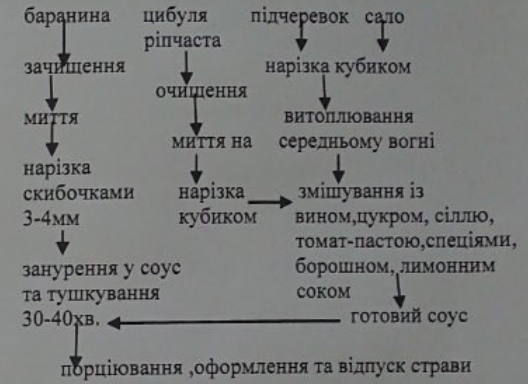 баранина цибуля підчеревок сало
ріпчаста
зачищення нарізка кубиком
очищення
миття витоплювання
миття на середньому вогні
нарізка
скибочками нарізка змішування із
3-4мм кубиком вином,цукром, сіллю,
томат-пастою,спеціями,
занурення у соус борошном, лимонним
та тушкування соком
30-40хв. готовий соус
порціювання ,оформлення та відпуск страви